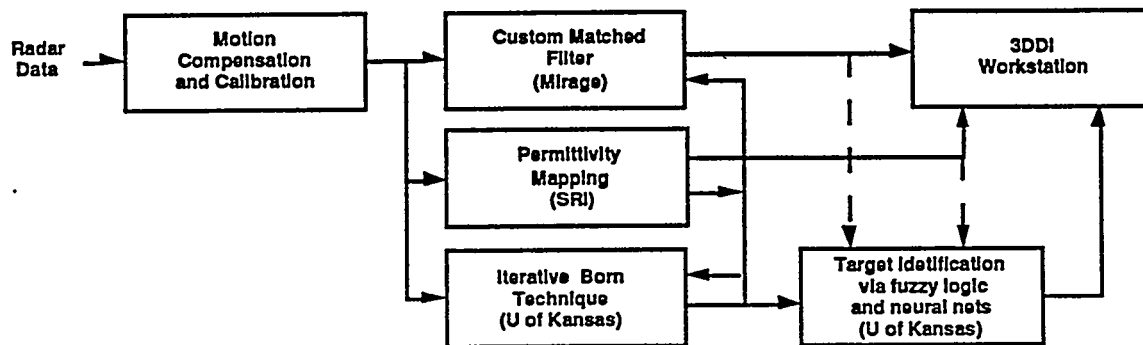 Radar
Data
Motion
Compensation
and Calibration
Custom Matched
Filter
(Mirage)
3DDI
Workstation
Permittivity
Mapping
(SRI)
Iterative Born
Technique
(U of Kansas)
Target Idetification
via fuzzy logic
and neural nets
(U of Kansas)